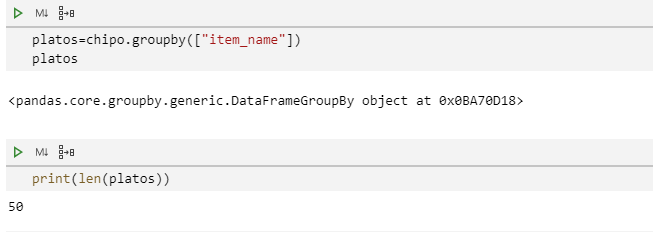 M↓
platos=chipo.groupby(["item_name"])
platos
<pandas.core.groupby.generic.DataFrameGroupBy object at 0x0BA70D18>
M↓
print(len(platos))
50